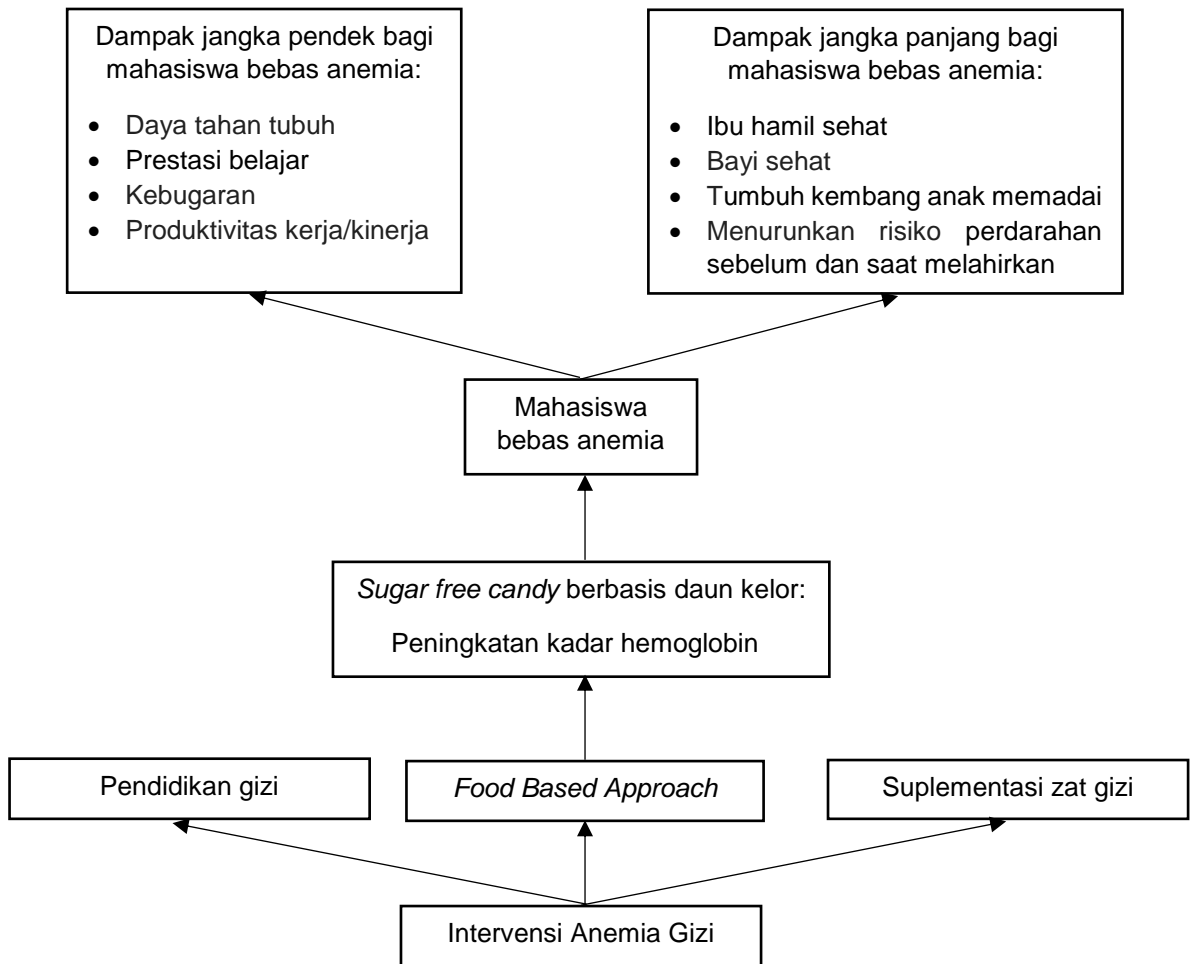 Dampak jangka pendek bagi
mahasiswa bebas anemia:
• Daya tahan tubuh
• Prestasi belajar
• Kebugaran
• Produktivitas kerja/kinerja
Dampak jangka panjang bagi
mahasiswa bebas anemia:
• Ibu hamil sehat
• Bayi sehat
• Tumbuh kembang anak memadai
• Menurunkan risiko perdarahan
sebelum dan saat melahirkan
Mahasiswa
bebas anemia
Sugar free candy berbasis daun kelor:
Peningkatan kadar hemoglobin
Pendidikan gizi
Food Based Approach
Suplementasi zat gizi
Intervensi Anemia Gizi